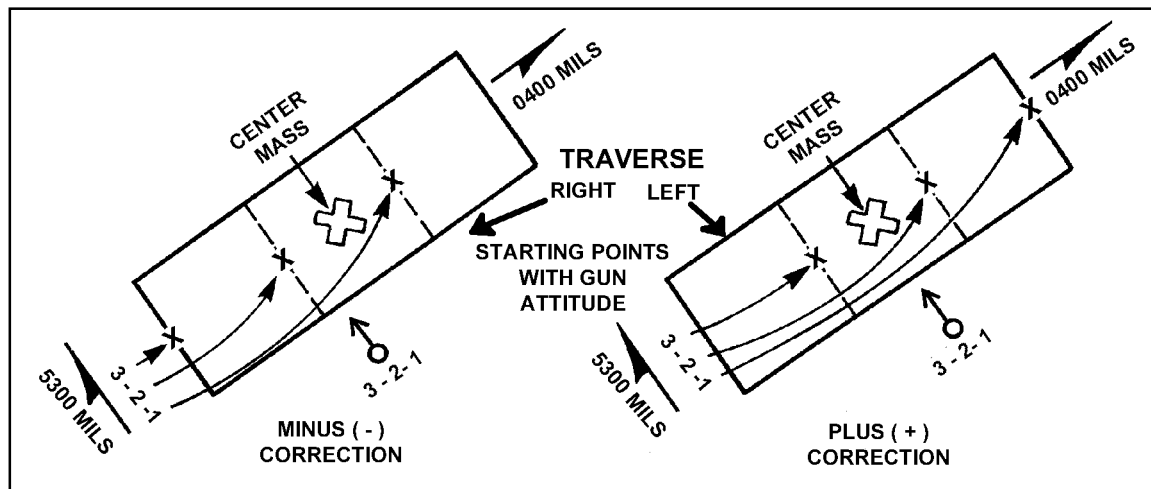 0400 MILS
CENTER
MASS
X
X
X
3 - 2 - 1
5300 MILS
3 - 2- 1
MINUS ( - )
CORRECTION
TRAVERSE
RIGHT LEFT
STARTING POINTS
WITH GUN
ATTITUDE
0400 MILS
CENTER
MASS
X
X
X
3 - 2 - 1
5300 MILS
3 - 2- 1
PLUS ( + )
CORRECTION